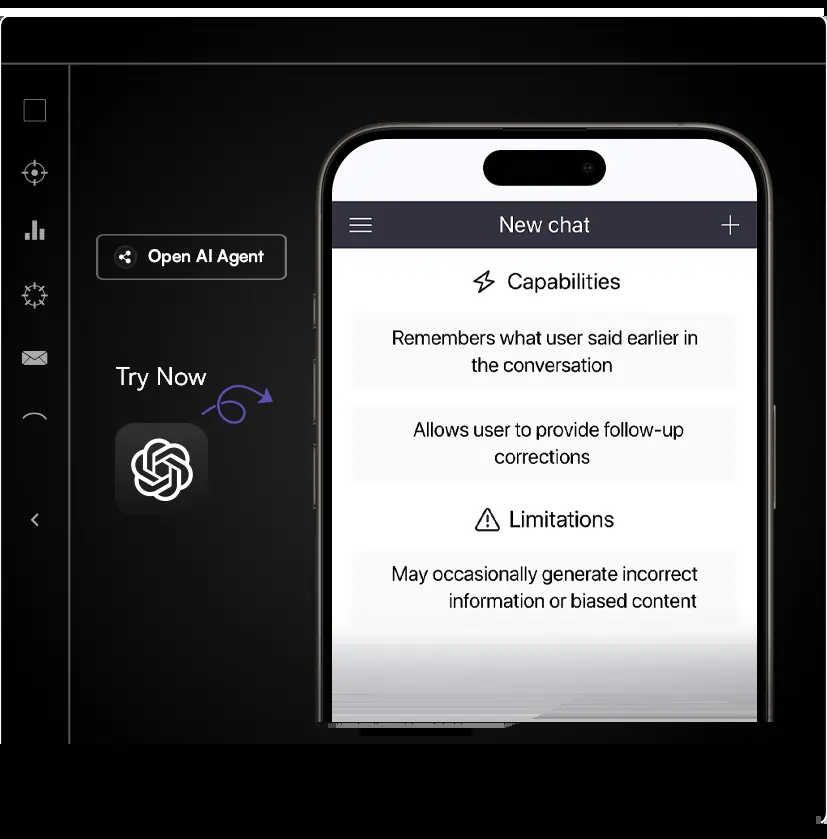 New chat
Capabilities
Open AI Agent
Remembers what user said earlier in
the conversation
Try Now
Allows user to provide follow-up
corrections
Limitations
May occasionally generate incorrect
information or biased content